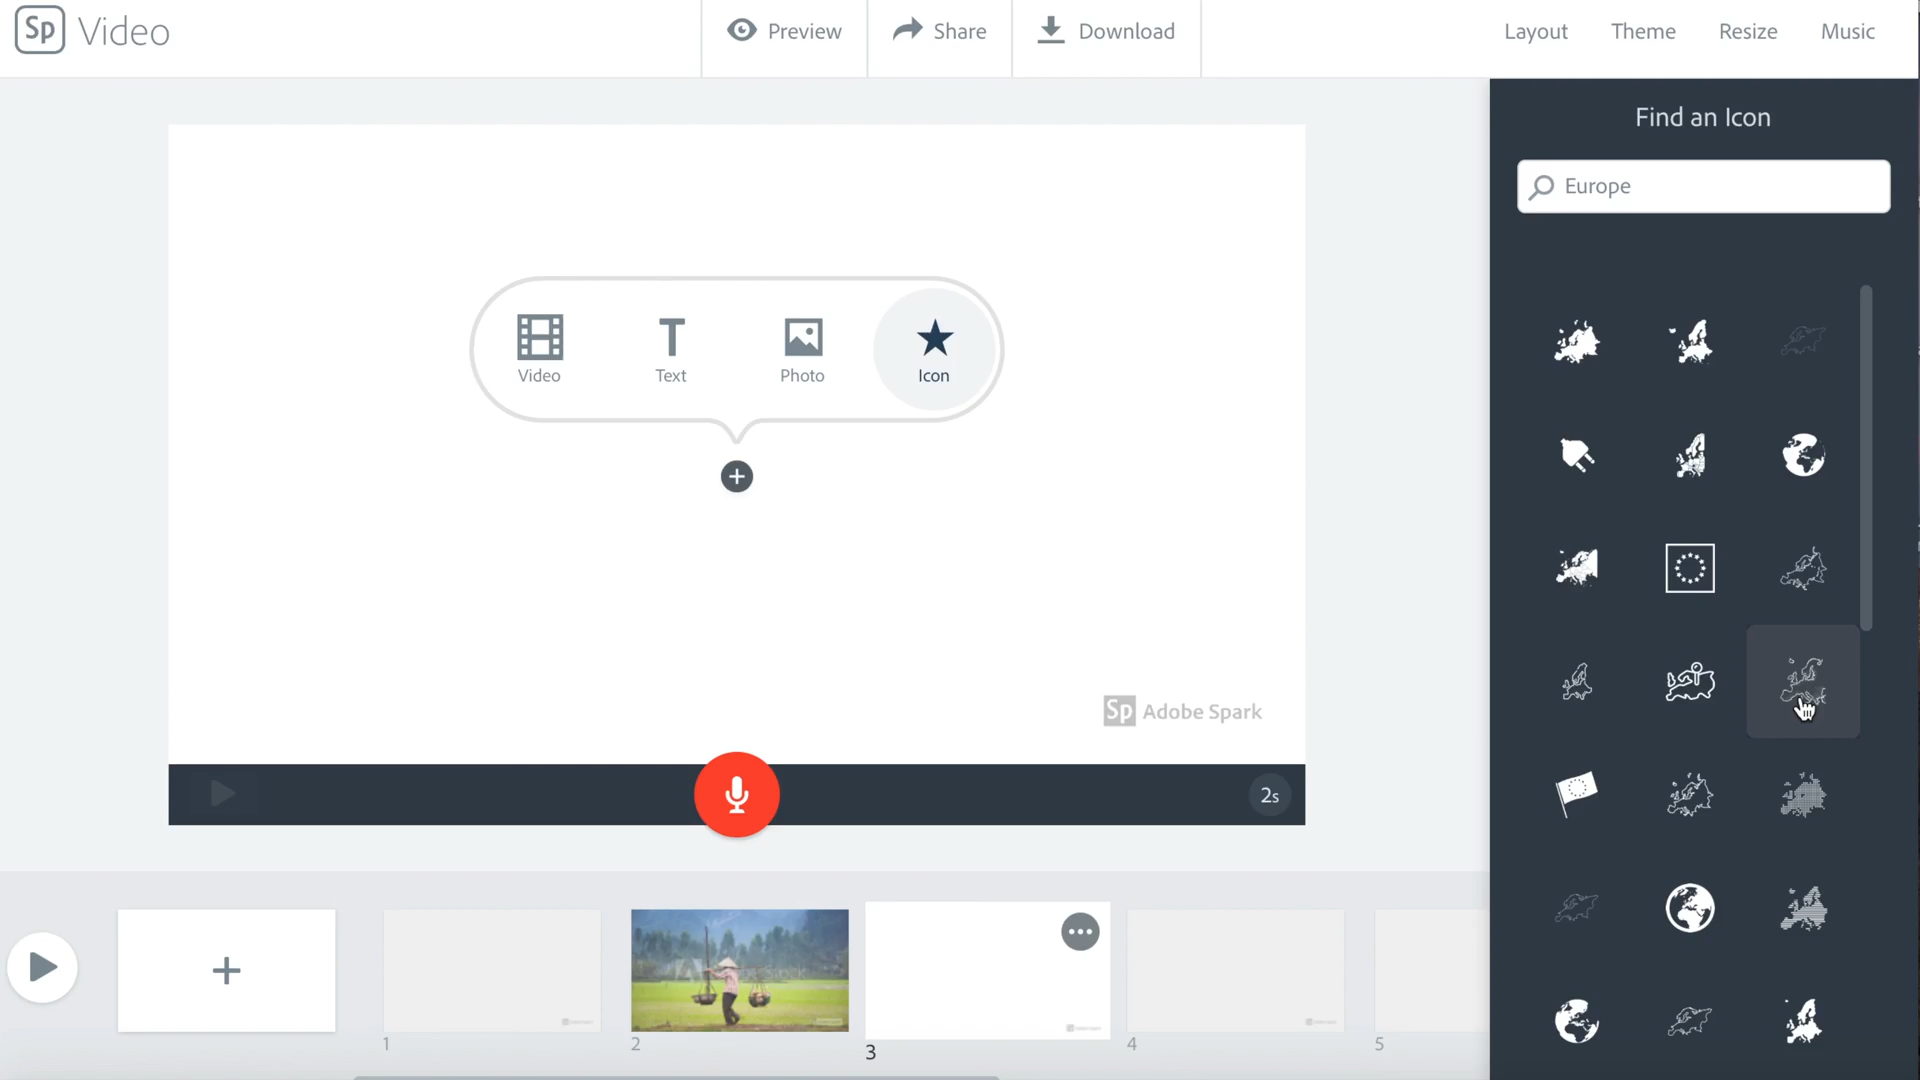 Sp Video
Preview
Share
Download
Layout
Theme
Resize
Music
Find an Icon
Europe
Video
Text
Photo
Icon
Sp Adobe Spark
2s
1
2
3
4
5